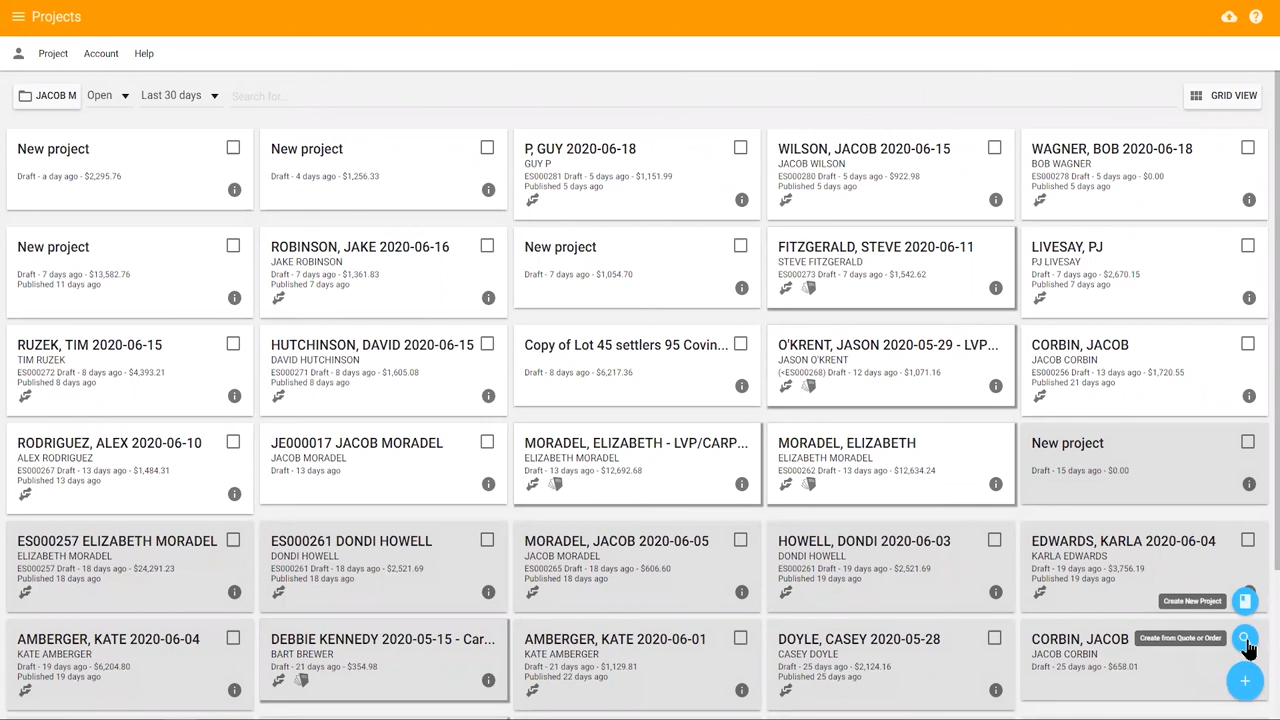 Projects
Project
Account
Help
JACOB M
Open
Last 30 days
Search for...
GRID VIEW
New project
Draft - a day ago - $2,295.76
New project
Draft - 4 days ago - $1,256.33
P, GUY 2020-06-18
GUY P
ES000281 Draft - 5 days ago - $1,151.99
Published 5 days ago
WILSON, JACOB 2020-06-15
JACOB WILSON
ES000280 Draft - 5 days ago - $922.98
Published 5 days ago
WAGNER, BOB 2020-06-18
BOB WAGNER
ES000278 Draft - 5 days ago - $0.00
Published 5 days ago
New project
Draft - 7 days ago - $13,582.76
Published 11 days ago
ROBINSON, JAKE 2020-06-16
JAKE ROBINSON
Draft - 7 days ago - $1,361.83
Published 7 days ago
New project
Draft - 7 days ago - $1,054.70
FITZGERALD, STEVE 2020-06-11
STEVE FITZGERALD
ES000273 Draft - 7 days ago - $1,542.62
LIVESAY, PJ
PJ LIVESAY
Draft - 7 days ago - $2,670.15
Published 7 days ago
RUZEK, TIM 2020-06-15
TIM RUZEK
ES000272 Draft - 8 days ago - $4,393.21
Published 8 days ago
HUTCHINSON, DAVID 2020-06-15
DAVID HUTCHINSON
ES000271 Draft - 8 days ago - $1,605.08
Published 8 days ago
Copy of Lot 45 settlers 95 Covin...
Draft - 8 days ago - $6,217.36
O'KRENT, JASON 2020-05-29 - LVP...
JASON O'KRENT
(<ES000268) Draft - 12 days ago - $1,071.16
CORBIN, JACOB
JACOB CORBIN
ES000256 Draft - 13 days ago - $1,720.55
Published 21 days ago
RODRIGUEZ, ALEX 2020-06-10
ALEX RODRIGUEZ
ES000267 Draft - 13 days ago - $1,484.31
Published 13 days ago
JE000017 JACOB MORADEL
JACOB MORADEL
Draft - 13 days ago
MORADEL, ELIZABETH - LVP/CARP...
ELIZABETH MORADEL
Draft - 13 days ago - $12,692.68
MORADEL, ELIZABETH
ELIZABETH MORADEL
ES000262 Draft - 13 days ago - $12,634.24
New project
Draft - 15 days ago - $0.00
ES000257 ELIZABETH MORADEL
ELIZABETH MORADEL
ES000257 Draft - 18 days ago - $24,291.23
Published 18 days ago
ES000261 DONDI HOWELL
DONDI HOWELL
ES000261 Draft - 18 days ago - $2,521.69
Published 18 days ago
MORADEL, JACOB 2020-06-05
JACOB MORADEL
ES000265 Draft - 18 days ago - $606.60
Published 18 days ago
HOWELL, DONDI 2020-06-03
DONDI HOWELL
ES000261 Draft - 19 days ago - $2,521.69
Published 19 days ago
EDWARDS, KARLA 2020-06-04
KARLA EDWARDS
Draft - 19 days ago - $3,756.19
Published 19 days ago
Create New Project
AMBERGER, KATE 2020-06-04
KATE AMBERGER
Draft - 19 days ago - $6,204.80
Published 19 days ago
DEBBIE KENNEDY 2020-05-15 - Car...
BART BREWER
Draft - 21 days ago - $354.98
AMBERGER, KATE 2020-06-01
KATE AMBERGER
Draft - 21 days ago - $1,129.81
Published 22 days ago
DOYLE, CASEY 2020-05-28
CASEY DOYLE
Draft - 25 days ago - $2,124.16
Published 25 days ago
CORBIN, JACOB
JACOB CORBIN
Draft - 25 days ago - $658.01
Create from Quote or Order